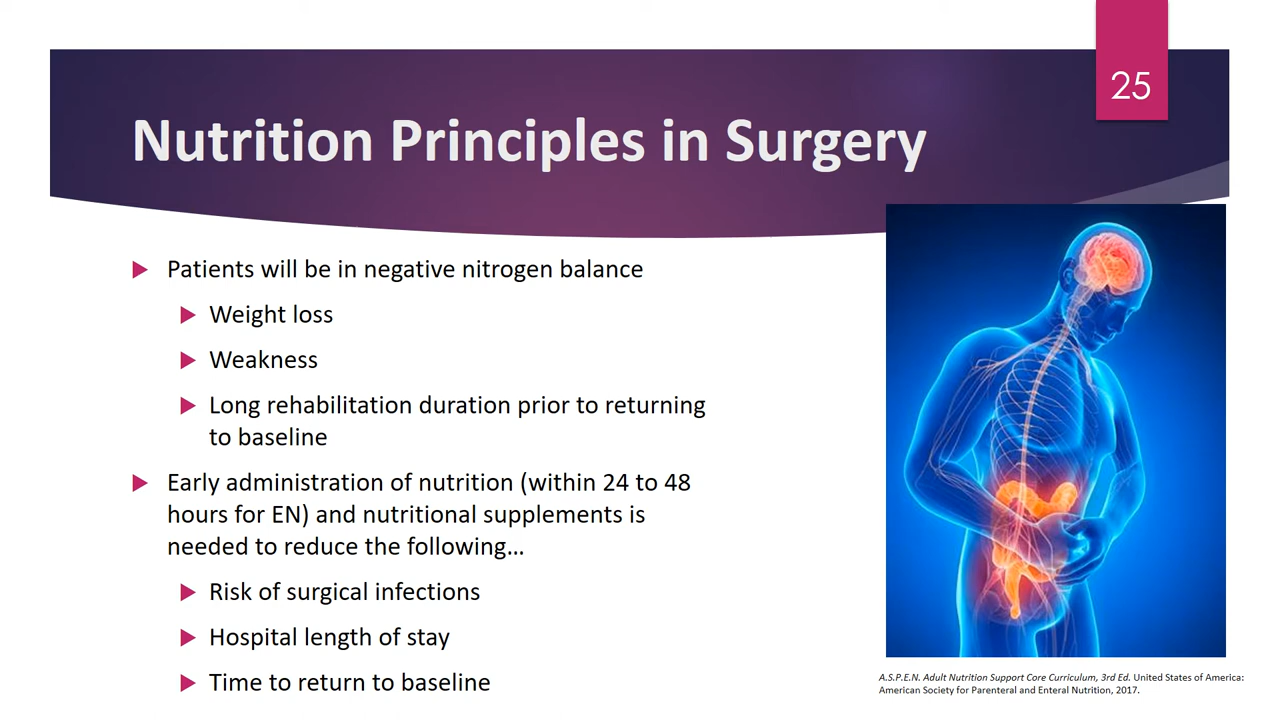 25
Nutrition Principles in Surgery
Patients will be in negative nitrogen balance
Weight loss
Weakness
Long rehabilitation duration prior to returning
to baseline
Early administration of nutrition (within 24 to 48
hours for EN) and nutritional supplements is
needed to reduce the following…
Risk of surgical infections
Hospital length of stay
Time to return to baseline
A.S.P.E.N. Adult Nutrition Support Core Curriculum, 3rd Ed. United States of America:
American Society for Parenteral and Enteral Nutrition, 2017.